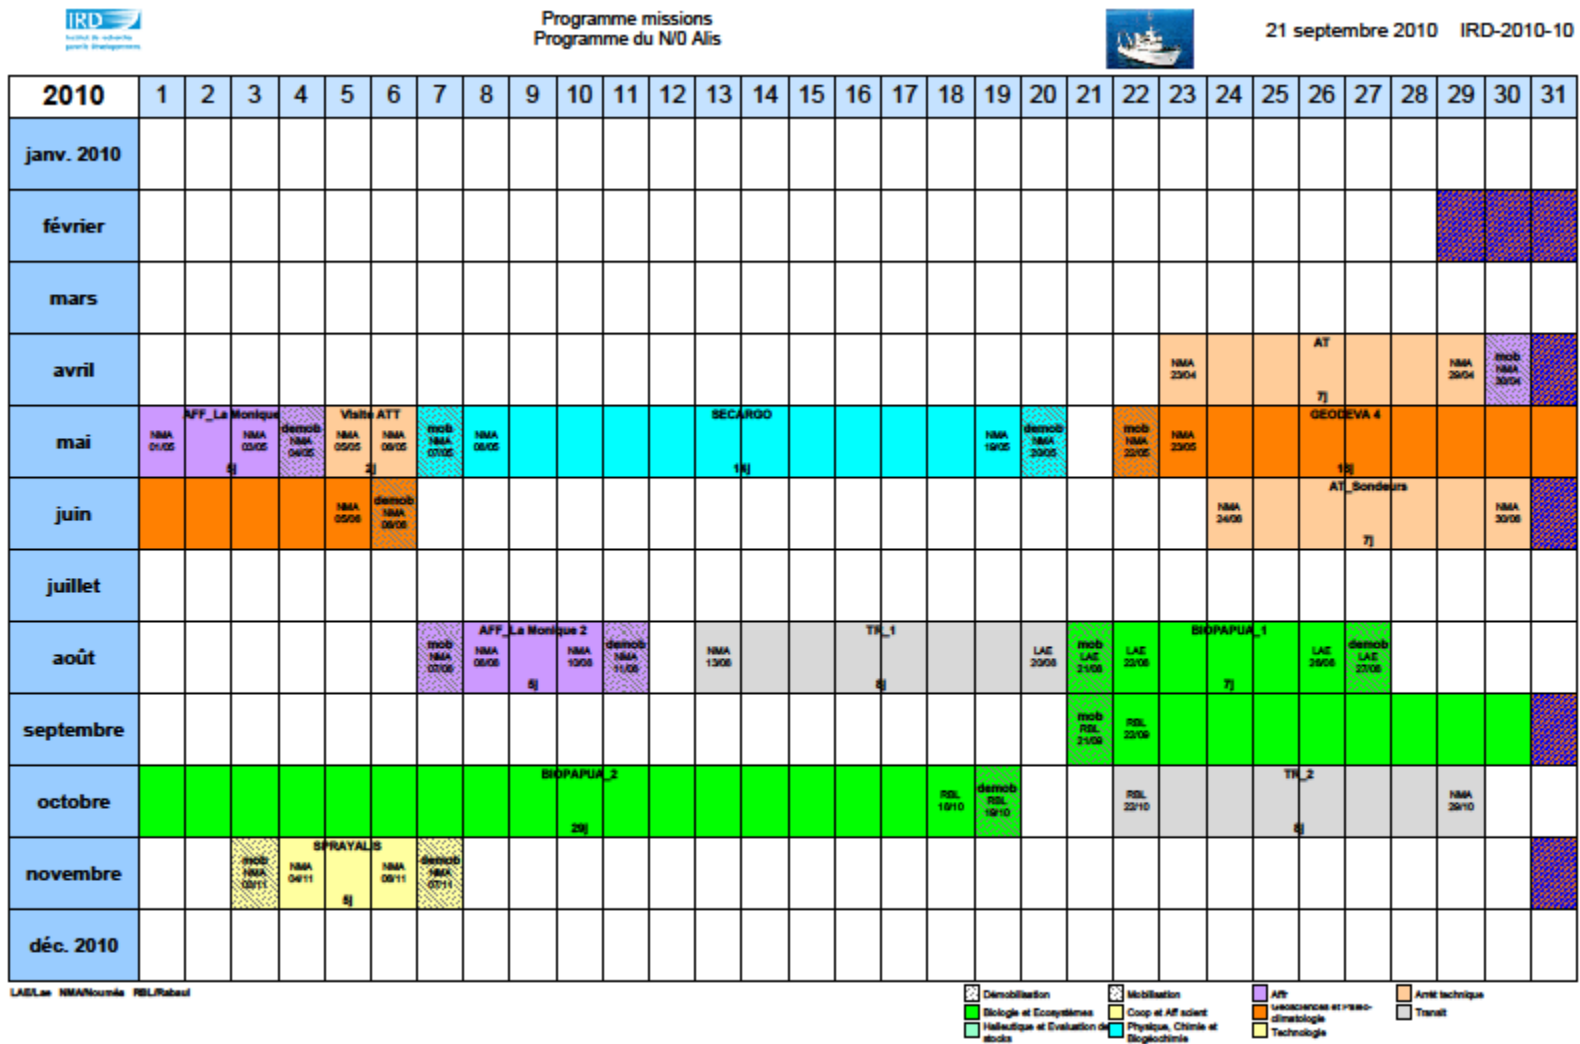 IRD
Institut de recherche
pour le développement
Programme missions
Programme du N/0 Alis
21 septembre 2010 IRD-2010-10
2010 1 2 3 4 5 6 7 8 9 10 11 12 13 14 15 16 17 18 19 20 21 22 23 24 25 26 27 28 29 30 31
janv. 2010
février
mars
avril
AT
NMA
23/04
NMA
29/04
mob
NMA
30/04
7j
mai
AFF_La Monique
NMA
01/05
NMA
03/05
demob
NMA
04/05
5j
Visite ATT
NMA
05/05
NMA
06/05
2j
SECARGO
mob
NMA
07/05
NMA
08/05
NMA
19/05
demob
NMA
20/05
14j
GEODEVA 4
mob
NMA
22/05
NMA
23/05
juin
NMA
05/06
demob
NMA
06/06
AT_Sondeurs
NMA
24/06
NMA
30/06
7j
juillet
août
AFF_La Monique 2
mob
NMA
07/08
NMA
08/08
NMA
10/08
demob
NMA
11/08
5j
TR_1
NMA
13/08
LAE
20/08
8j
BIOPAPUA_1
mob
LAE
21/08
LAE
22/08
LAE
26/08
demob
LAE
27/08
7j
septembre
mob
RBL
21/09
RBL
22/09
octobre
BIOPAPUA_2
RBL
18/10
demob
RBL
19/10
29j
TR_2
RBL
22/10
NMA
29/10
8j
novembre
SPRAYALIS
mob
NMA
03/11
NMA
04/11
NMA
06/11
demob
NMA
07/11
5j
déc. 2010
LAE/Lae NMA/Nouméa RBL/Rabaul
Démobilisation
Mobilisation
Affr
Arrêt technique
Biologie et Ecosystèmes
Coop et Aff scient
Géosciences et Paléo-
climatologie
Transit
Halieutique et Evaluation de
stocks
Physique, Chimie et
Biogéochimie
Technologie